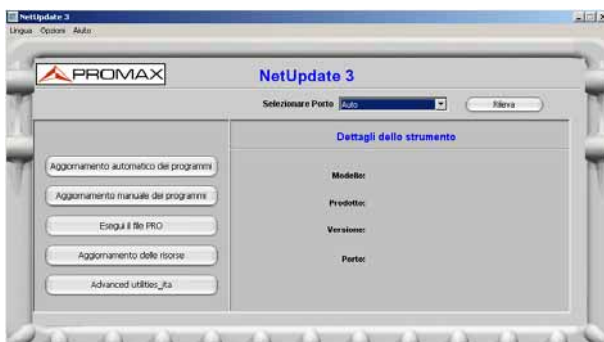 NetUpdate 3
Lingua Opzioni Aiuto
PROMAX
NetUpdate 3
Selezionare Porto Auto Rileva
Dettagli dello strumento
Aggiornamento automatico dei programmi
Modello:
Aggiornamento manuale dei programmi
Prodotto:
Esegui il file PRO
Versione:
Aggiornamento delle risorse
Porto:
Advanced utilities_ita